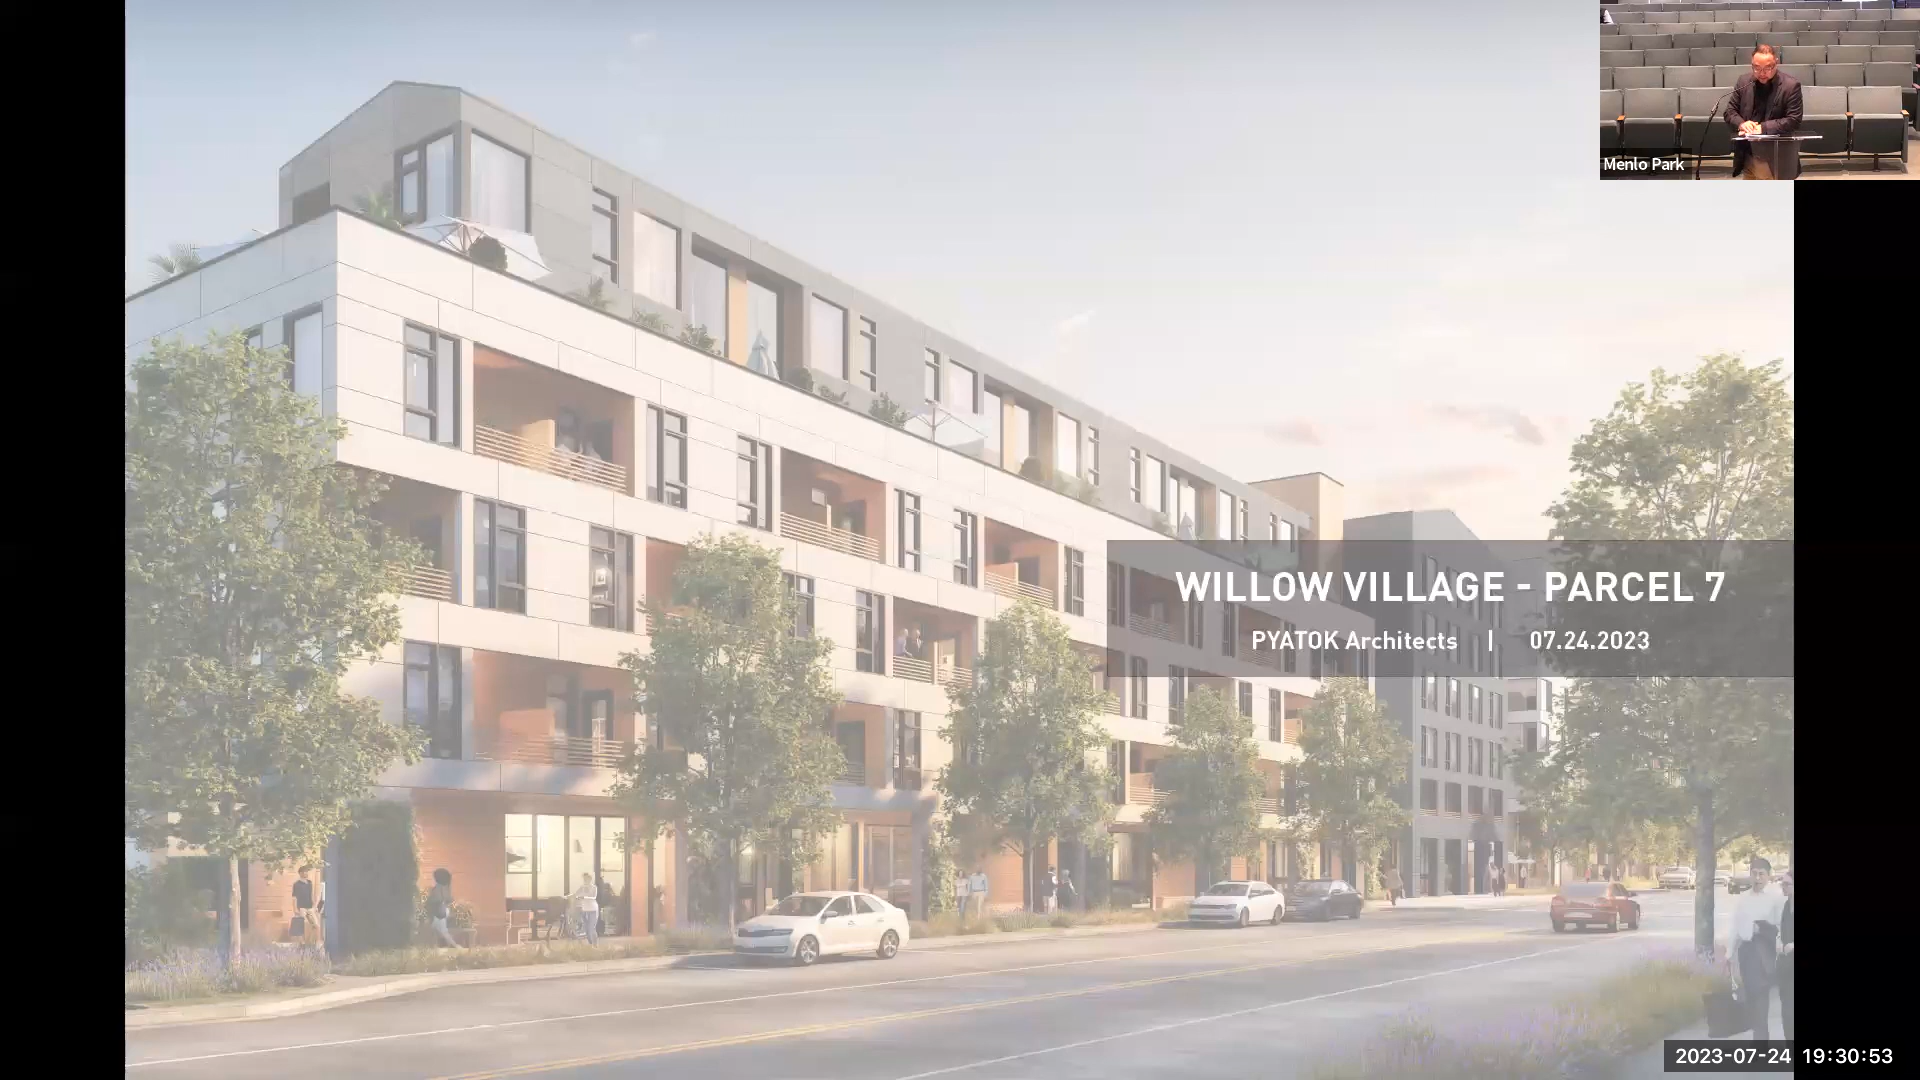 Menlo Park
WILLOW VILLAGE - PARCEL 7
PYATOK Architects | 07.24.2023
2023-07-24 19:30:53